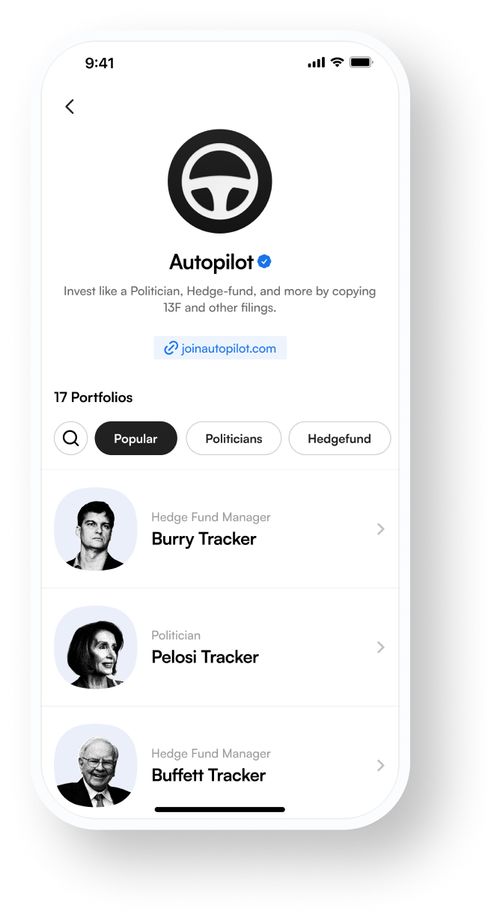 9:41
Autopilot
Invest like a Politician, Hedge-fund, and more by copying
13F and other filings.
joinautopilot.com
17 Portfolios
Popular Politicians Hedgefund
Hedge Fund Manager
Burry Tracker
Politician
Pelosi Tracker
Hedge Fund Manager
Buffett Tracker